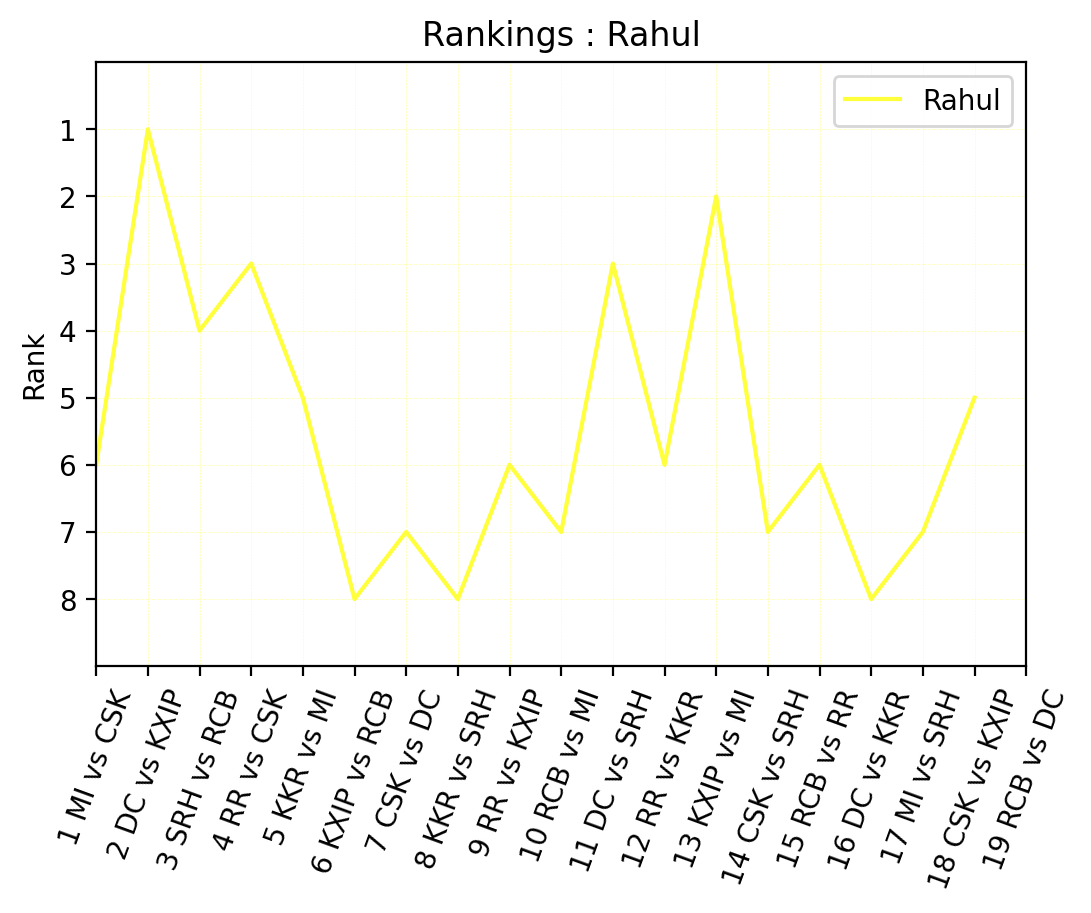 Rankings : Rahul
Rahul
Rank
1
2
3
4
5
6
7
8
1 MI vs CSK
2 DC vs KXIP
3 SRH vs RCB
4 RR vs CSK
5 KKR vs MI
6 KXIP vs RCB
7 CSK vs DC
8 KKR vs SRH
9 RR vs KXIP
10 RCB vs MI
11 DC vs SRH
12 RR vs KKR
13 KXIP vs MI
14 CSK vs SRH
15 RCB vs RR
16 DC vs KKR
17 MI vs SRH
18 CSK vs KXIP
19 RCB vs DC